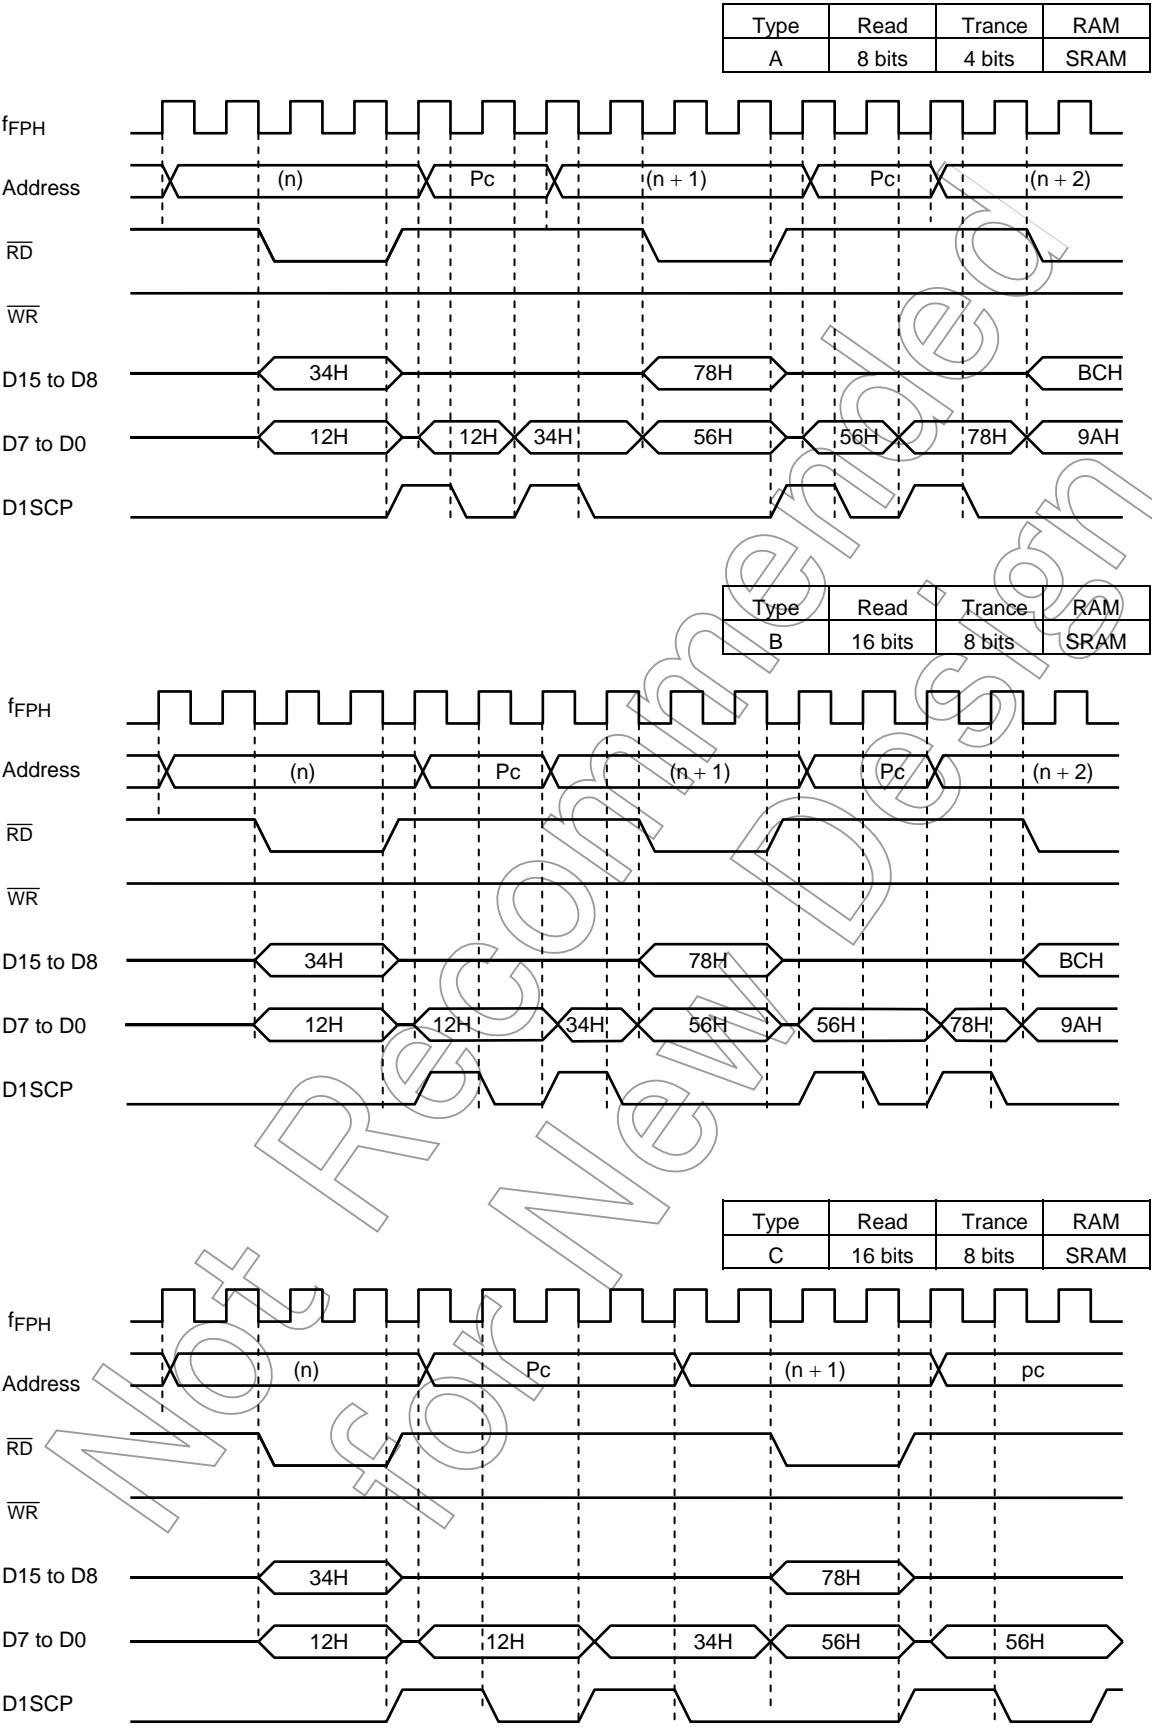 Type Read Trance RAM
A 8 bits 4 bits SRAM
fFPH
Address (n) Pc (n + 1) Pc (n + 2)
RD
WR
D15 to D8 34H 78H BCH
D7 to D0 12H 12H 34H 56H 56H 78H 9AH
D1SCP
Type Read Trance RAM
B 16 bits 8 bits SRAM
fFPH
Address (n) Pc (n + 1) Pc (n + 2)
RD
WR
D15 to D8 34H 78H BCH
D7 to D0 12H 12H 34H 56H 56H 78H 9AH
D1SCP
Type Read Trance RAM
C 16 bits 8 bits SRAM
fFPH
Address (n) Pc (n + 1) pc
RD
WR
D15 to D8 34H 78H
D7 to D0 12H 12H 34H 56H 56H
D1SCP
Not Recommended
for New Design